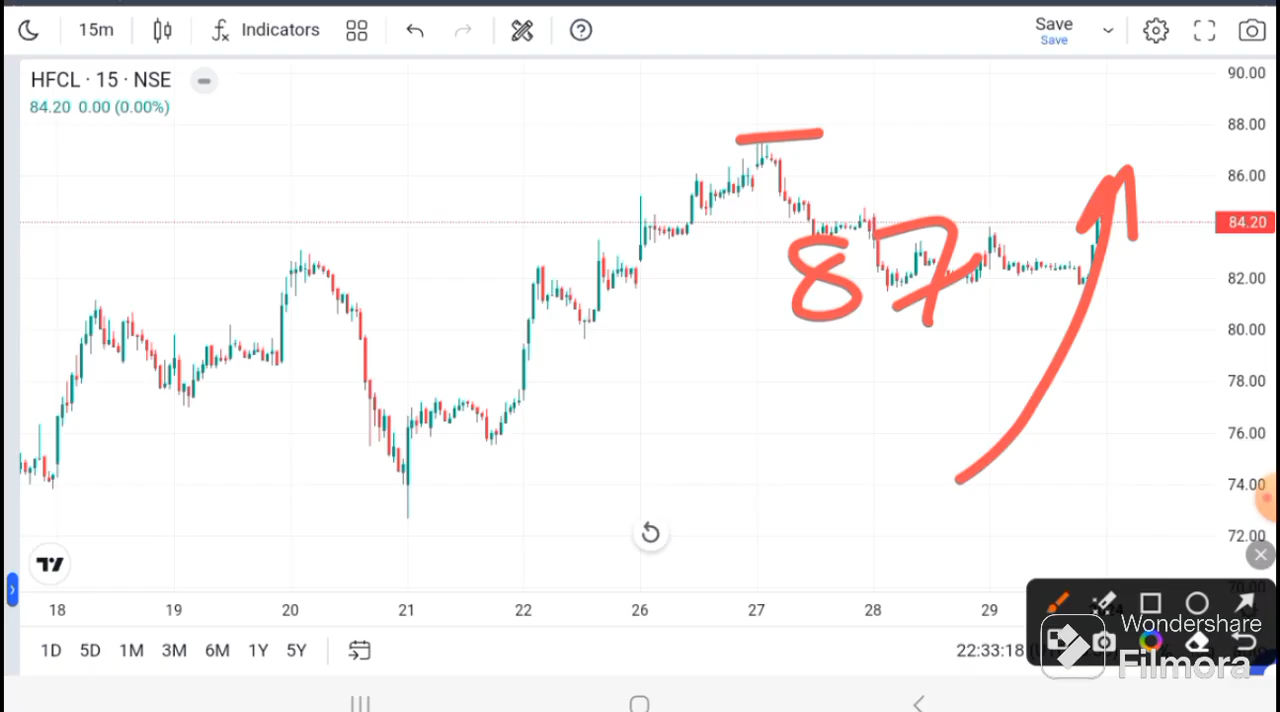 15m Indicators Save
Save
HFCL · 15 · NSE
84.20 0.00 (0.00%)
90.00
88.00
86.00
84.20
82.00
80.00
78.00
76.00
74.00
72.00
70.00
87
18 19 20 21 22 26 27 28 29
1D 5D 1M 3M 6M 1Y 5Y 22:33:18
Wondershare
Filmora